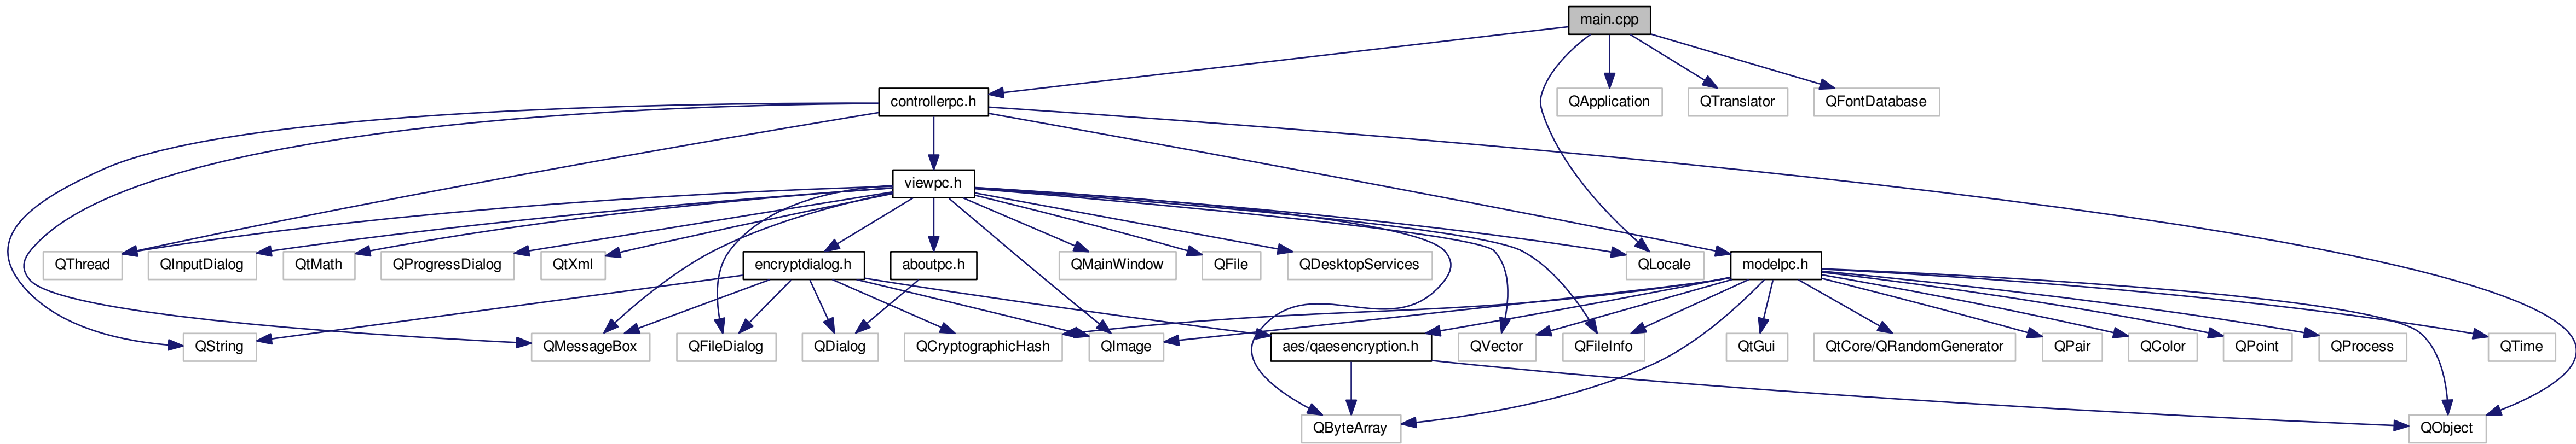 main.cpp
controllerpc.h
QApplication
QTranslator
QFontDatabase
viewpc.h
QThread
QInputDialog
QtMath
QProgressDialog
QtXml
encryptdialog.h
aboutpc.h
QMainWindow
QFile
QDesktopServices
QLocale
modelpc.h
QString
QMessageBox
QFileDialog
QDialog
QCryptographicHash
QImage
aes/qaesencryption.h
QVector
QFileInfo
QtGui
QtCore/QRandomGenerator
QPair
QColor
QPoint
QProcess
QTime
QByteArray
QObject